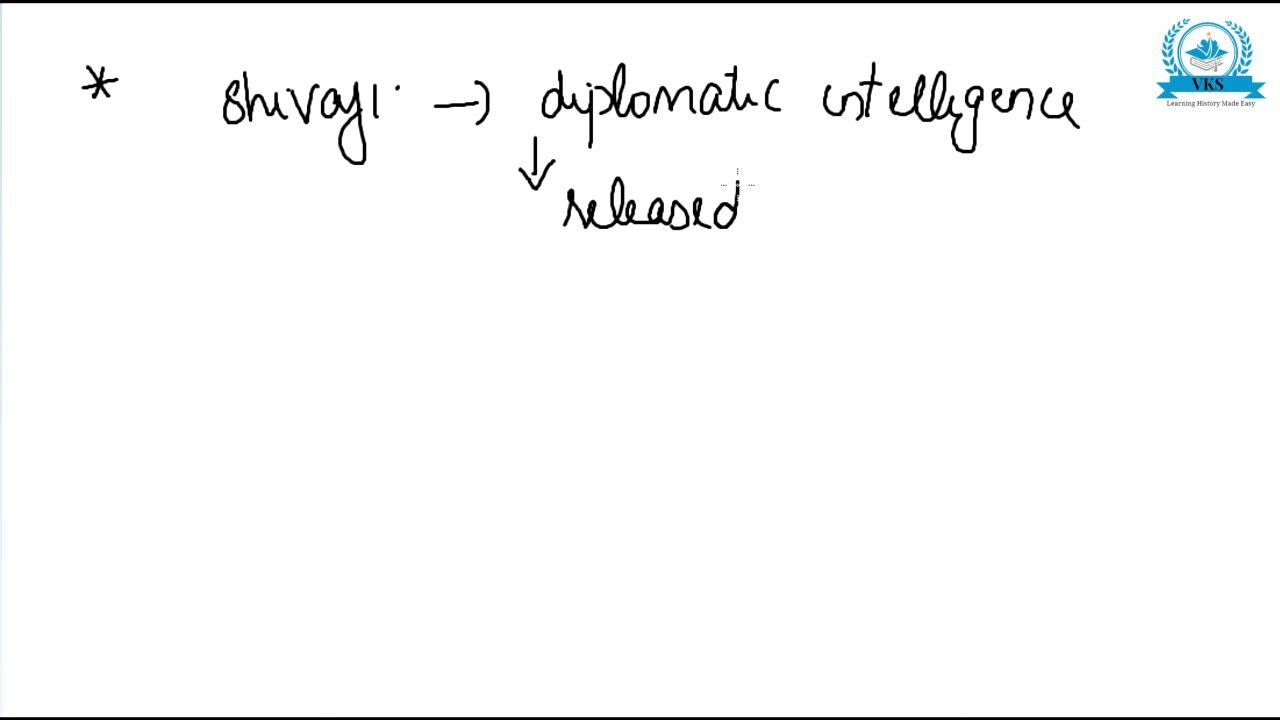 * Shivaji → diplomatic intelligence
↓ released
VKS
Learning History Made Easy